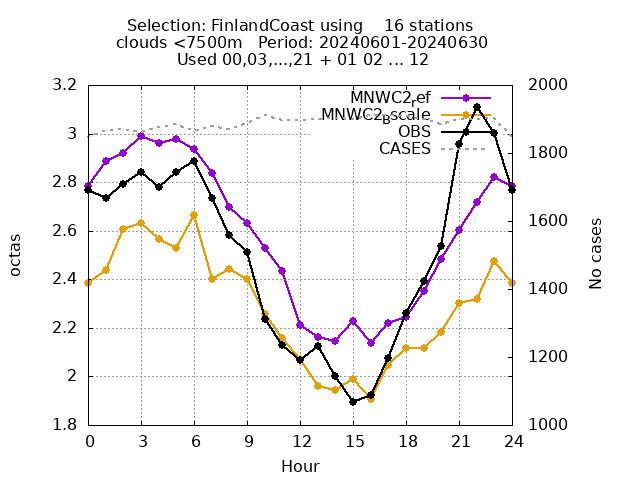 Selection: FinlandCoast using    16 stations
clouds <7500m   Period: 20240601-20240630
Used 00,03,...,21 + 01 02 ... 12
3.2
3
2.8
2.6
2.4
2.2
2
1.8
octas
2000
1800
1600
1400
1200
1000
No cases
MNWC2_ref
MNWC2_Bscale
OBS
CASES
0 3 6 9 12 15 18 21 24
Hour